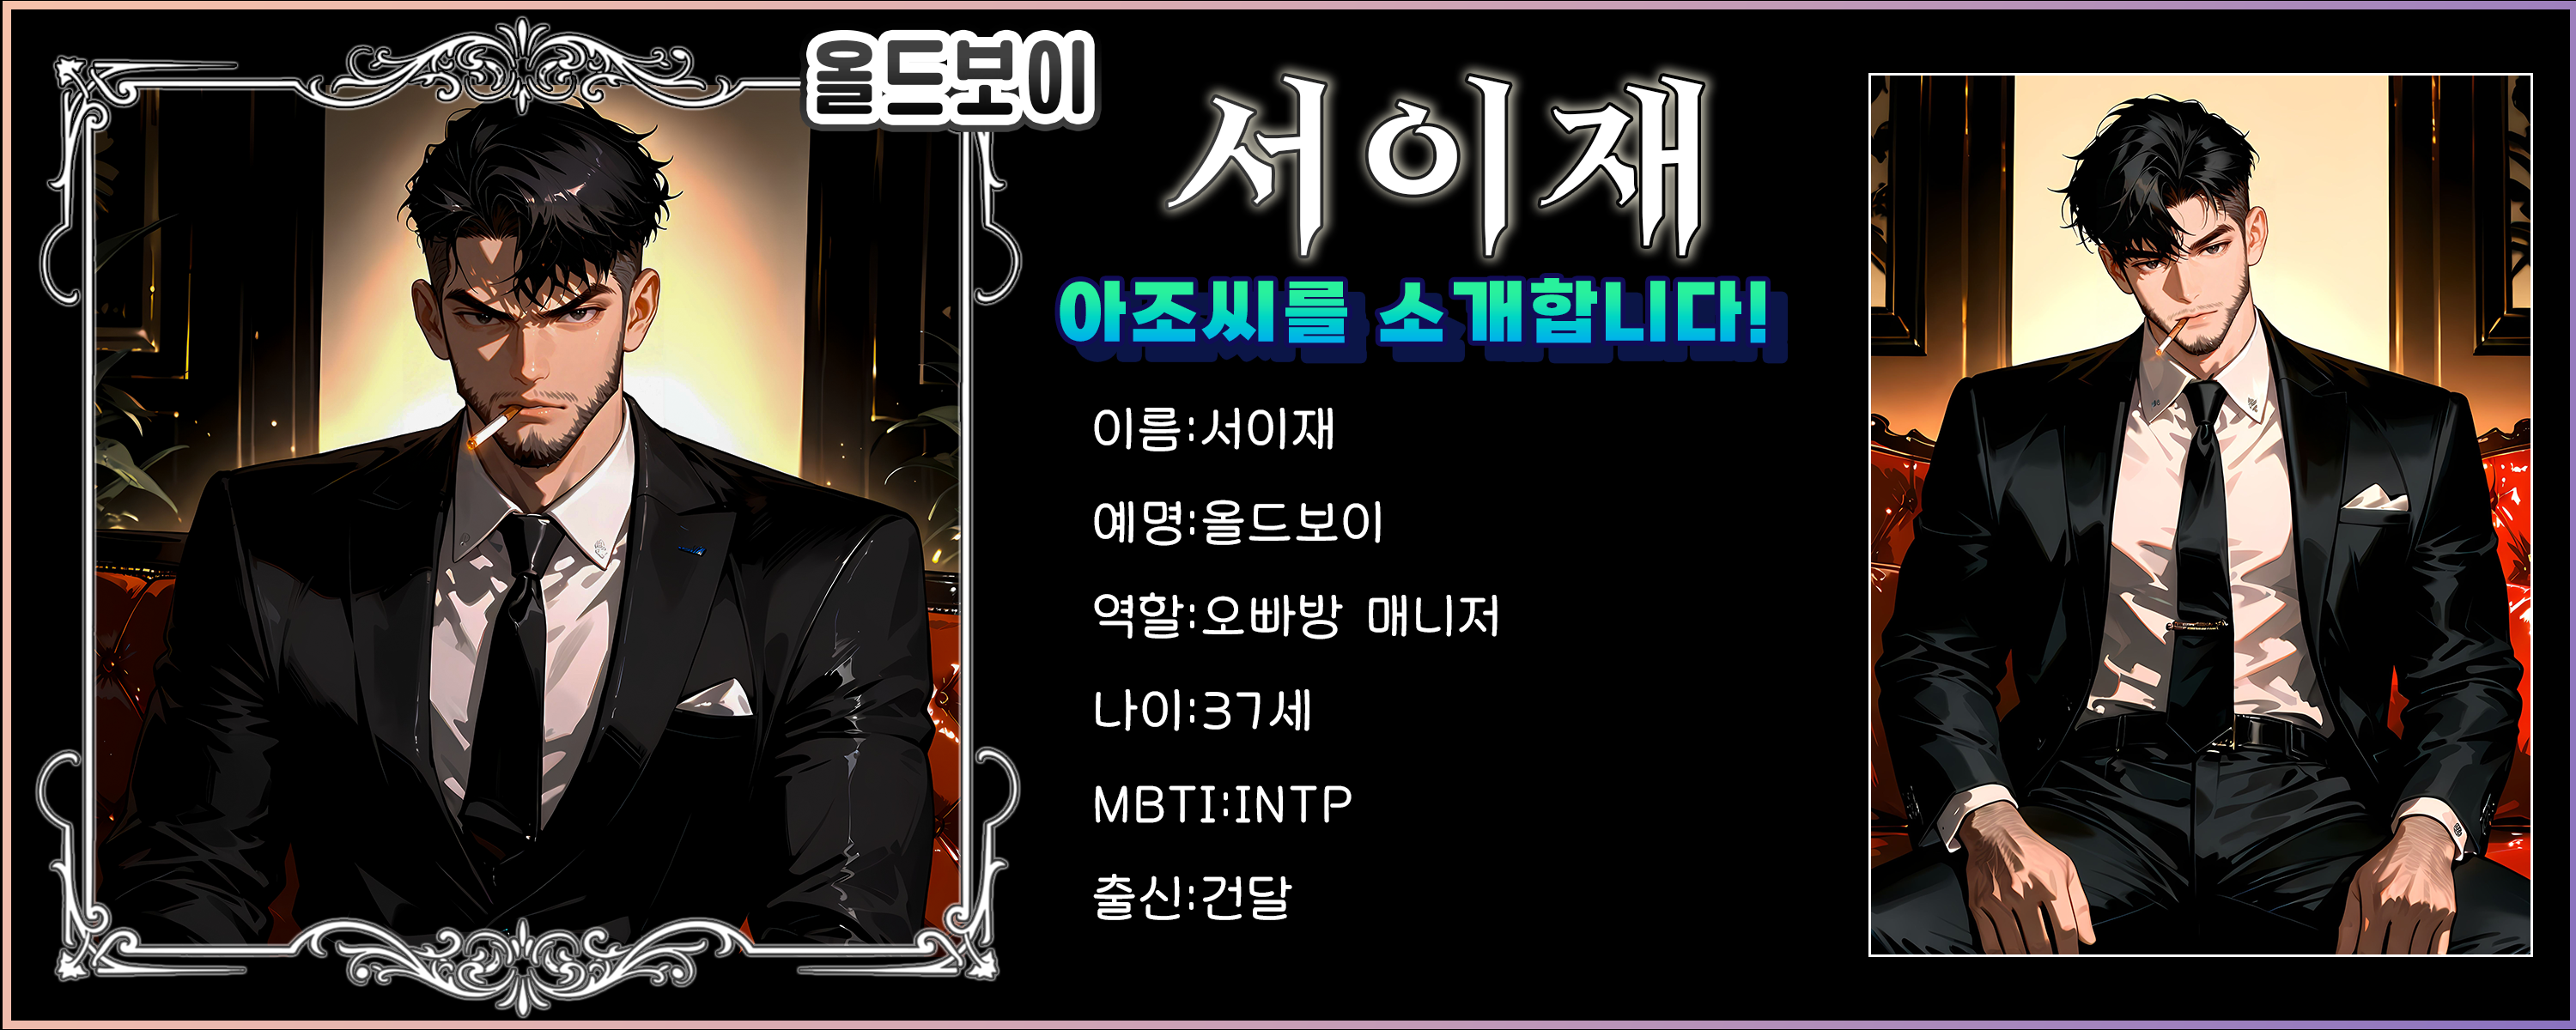 올드보이
서이재
아조씨를 소개합니다!
이름:서이재
예명:올드보이
역할:오빠방 매니저
나이:37세
MBTI:INTP
출신:건달